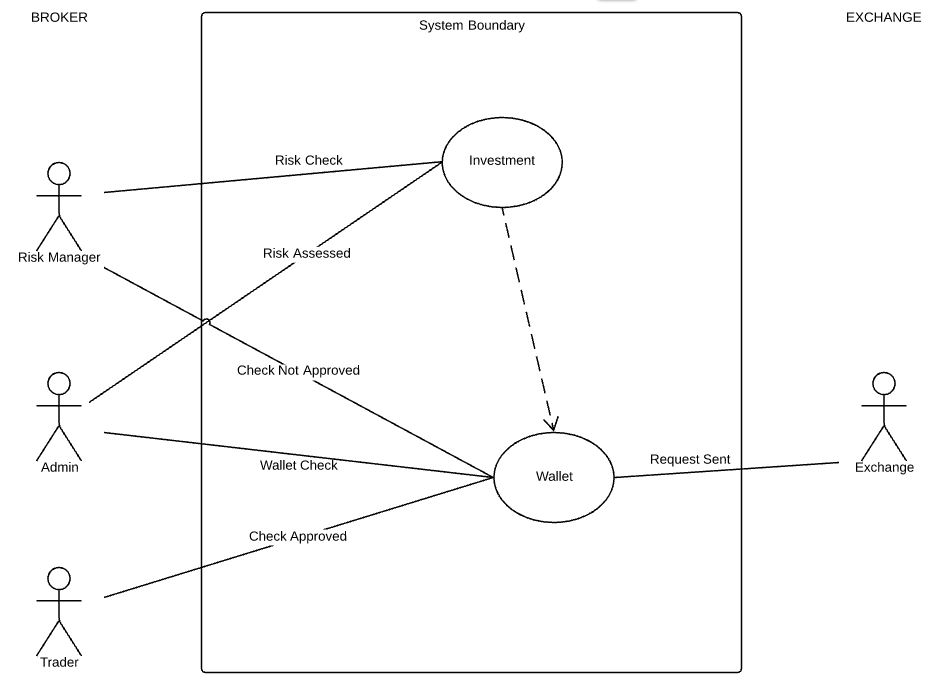 BROKER
System Boundary
EXCHANGE
Risk Check
Investment
Risk Manager
Risk Assessed
Check Not Approved
Admin
Wallet Check
Wallet
Request Sent
Exchange
Check Approved
Trader